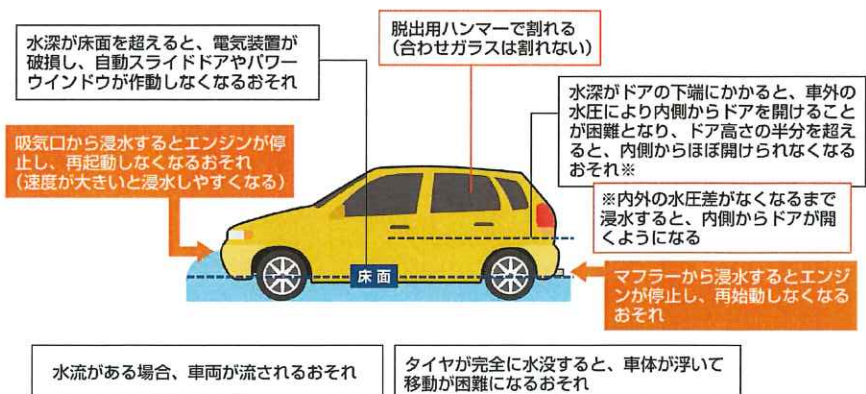 水深が床面を超えると、電気装置が
破損し、自動スライドドアやパワー
ウインドウが作動しなくなるおそれ
脱出用ハンマーで割れる
（合わせガラスは割れない）
水深がドアの下端にかかると、車外の
水圧により内側からドアを開けること
が困難となり、ドア高さの半分を超え
ると、内側からほぼ開けられなくなる
おそれ※
吸気口から浸水するとエンジンが停
止し、再起動しなくなるおそれ
（速度が大きいと浸水しやすくなる）
※内外の水圧差がなくなるまで
浸水すると、内側からドアが開
くようになる
床面
マフラーから浸水するとエンジ
ンが停止し、再始動しなくなる
おそれ
水流がある場合、車両が流されるおそれ
タイヤが完全に水没すると、車体が浮いて
移動が困難になるおそれ